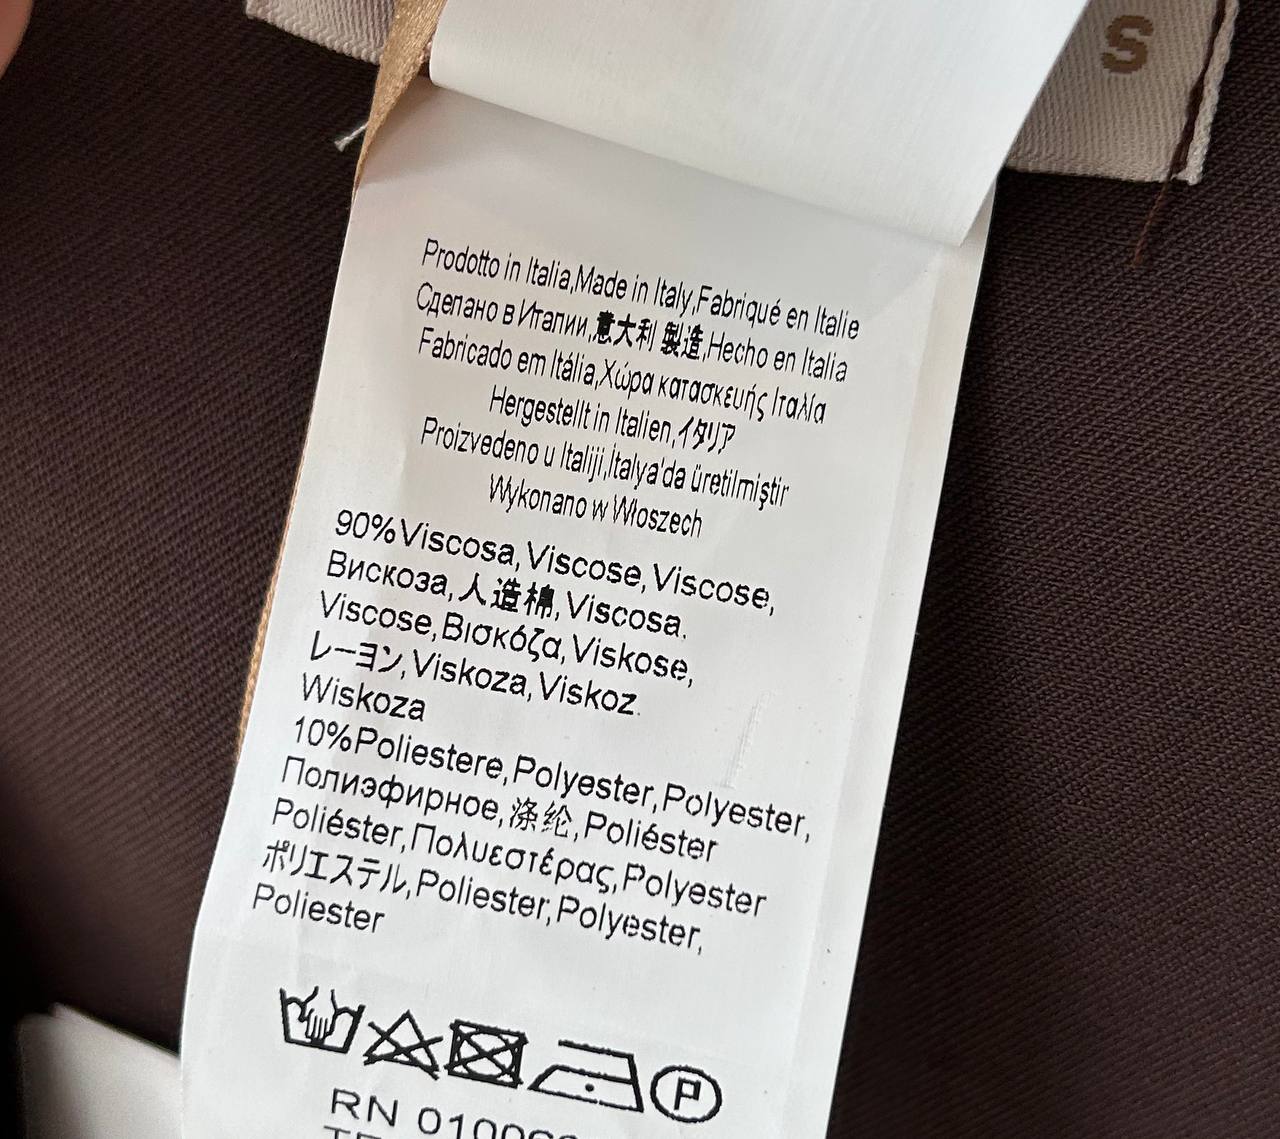 S
Prodotto in Italia,Made in Italy,Fabriqué en Italie
Сделано в Италии,意大利 製造,Hecho en Italia
Fabricado em Itália,Χώρα κατασκευής Ιταλία
Hergestellt in Italien,イタリア
Proizvedeno u Italiji,İtalya'da üretilmiştir
Wykonano w Włoszech
90%Viscosa,Viscose,Viscose,
Вискоза,人造棉,Viscosa.
Viscose,Βισκόζα,Viskose,
レーヨン,Viskoza,Viskoz.
Wiskoza
10%Poliestere,Polyester,Polyester,
Полиэфирное,涤纶,Poliéster
Poliéster,Πολυεστέρας,Polyester
ポリエステル,Poliester,Polyester,
Poliester
P
RN